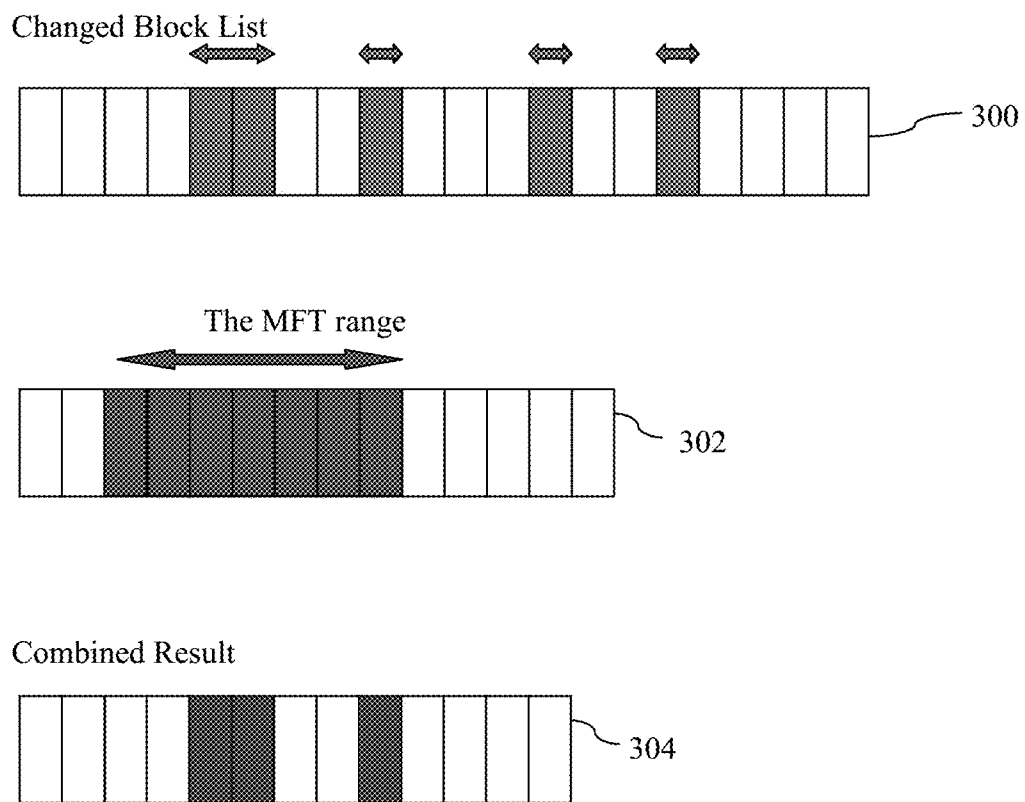 Changed Block List
300
The MFT range
302
Combined Result
304